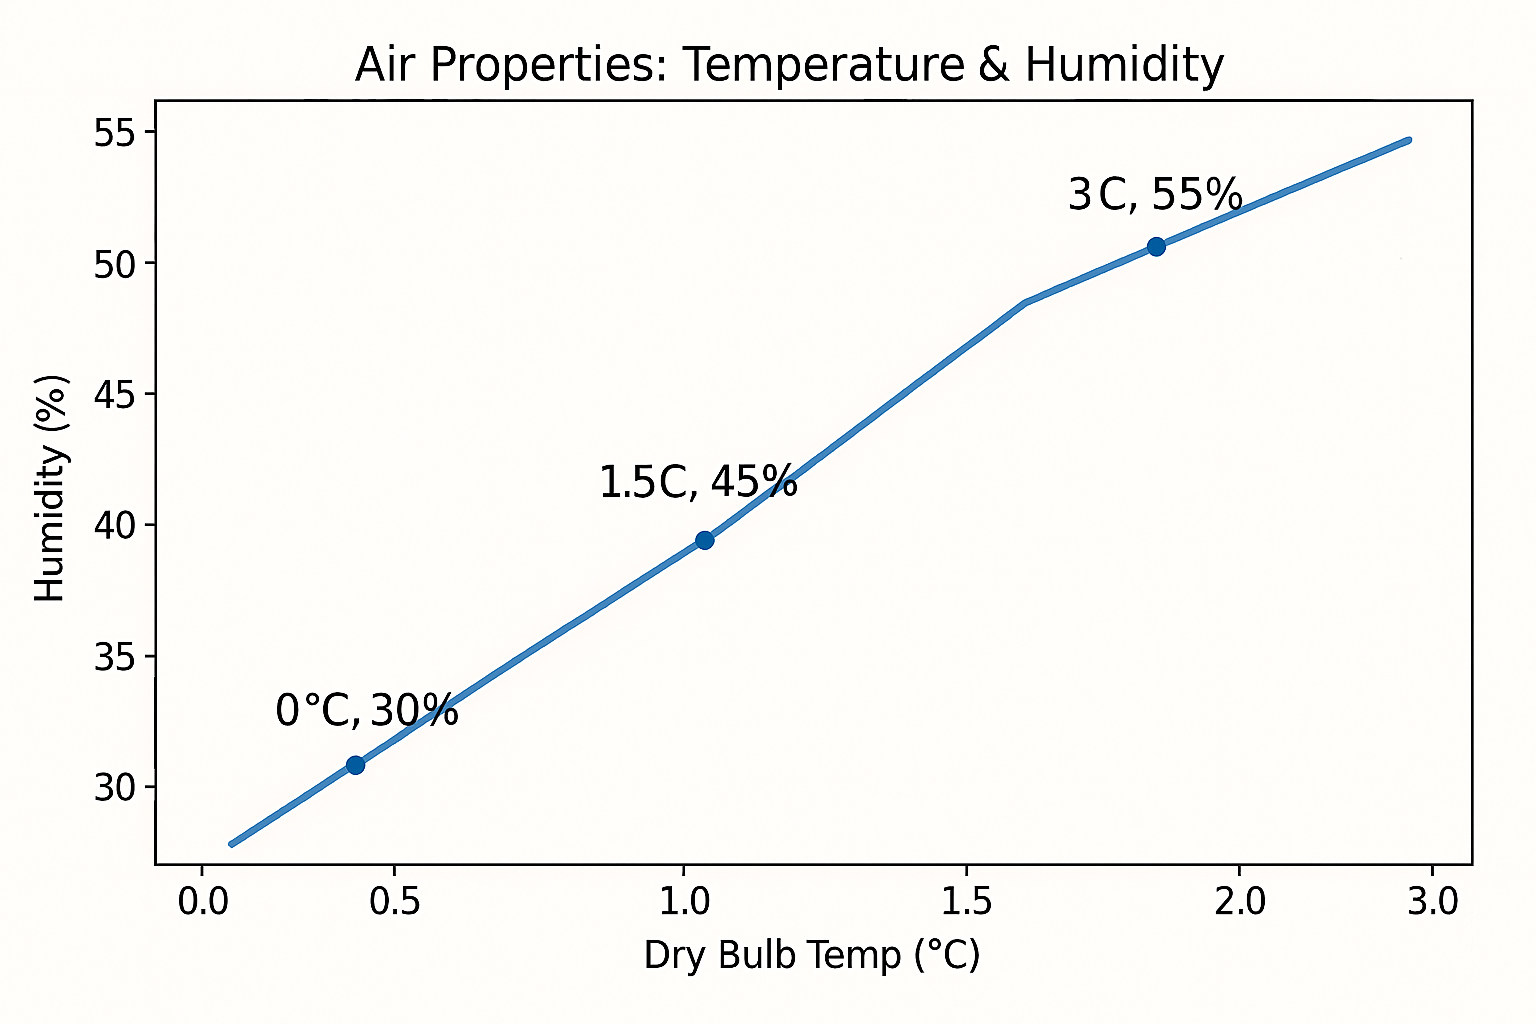 Air Properties: Temperature & Humidity
55
50
45
40
35
30
Humidity (%)
3 C, 55%
1.5C, 45%
0°C, 30%
0.0 0.5 1.0 1.5 2.0 3.0
Dry Bulb Temp (°C)